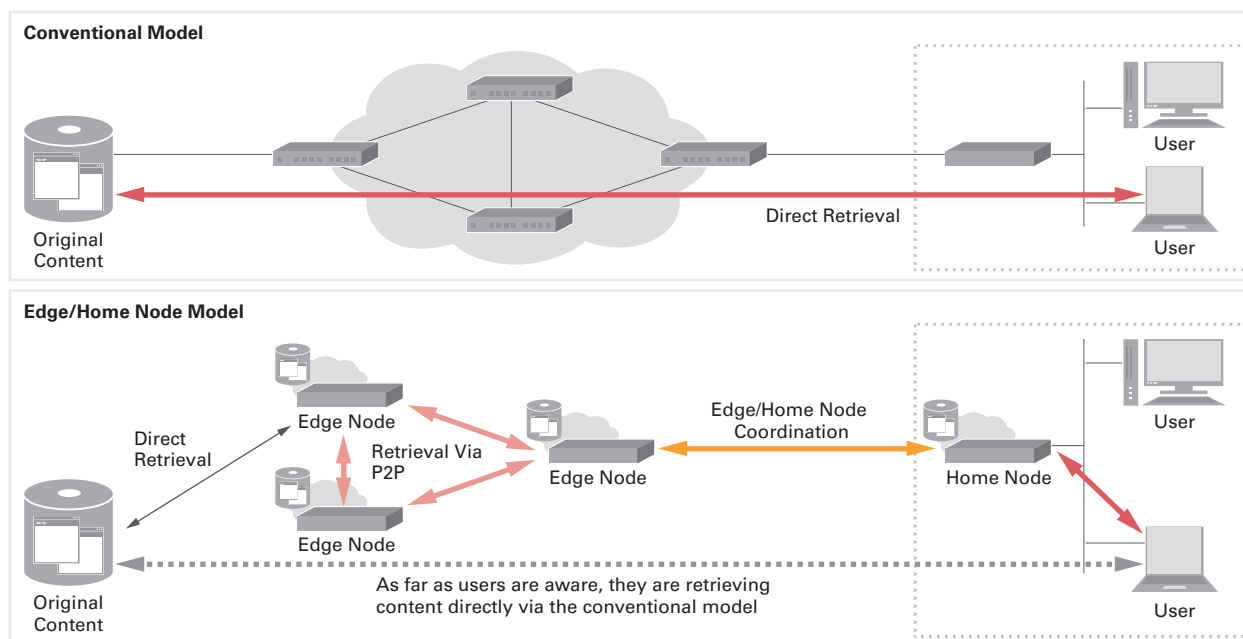 Conventional Model
User
Direct Retrieval
User
Original
Content
Edge/Home Node Model
Edge Node
Direct
Retrieval
Retrieval Via
P2P
Edge Node
Edge/Home Node
Coordination
Edge Node
Home Node
User
Edge Node
As far as users are aware, they are retrieving
content directly via the conventional model
Original
Content
User